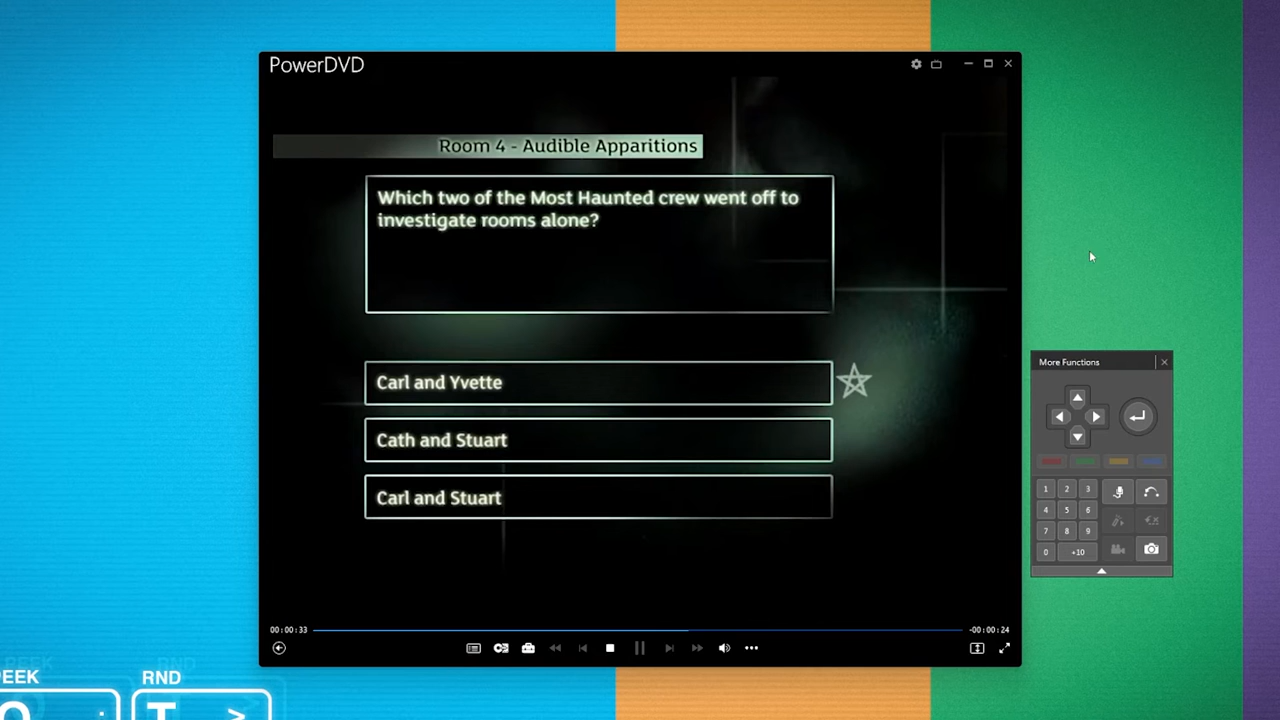 PowerDVD
Room 4 - Audible Apparitions
Which two of the Most Haunted crew went off to
investigate rooms alone?
Carl and Yvette
Cath and Stuart
Carl and Stuart
More Functions
1 2 3
4 5 6
7 8 9
0 +10
00:00:33
-00:00:24
EEK
RND
T >